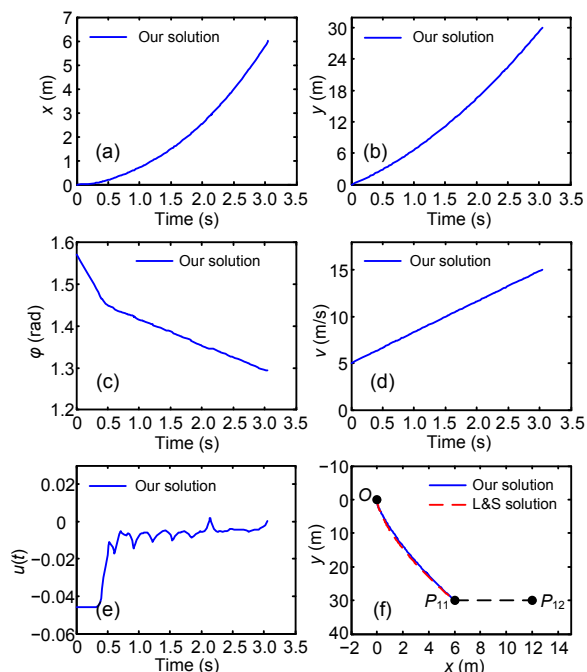 7
6
5
4
3
2
1
0
x (m)
Our solution
(a)
0 0.5 1.0 1.5 2.0 2.5 3.0 3.5
Time (s)
30
24
18
12
6
0
y (m)
Our solution
(b)
0 0.5 1.0 1.5 2.0 2.5 3.0 3.5
Time (s)
1.6
1.5
1.4
1.3
1.2
φ (rad)
Our solution
(c)
0 0.5 1.0 1.5 2.0 2.5 3.0 3.5
Time (s)
20
15
10
5
0
v (m/s)
Our solution
(d)
0 0.5 1.0 1.5 2.0 2.5 3.0 3.5
Time (s)
0.02
0
−0.02
−0.04
−0.06
u(t)
Our solution
(e)
0 0.5 1.0 1.5 2.0 2.5 3.0 3.5
Time (s)
−10
0
10
20
30
40
50
y (m)
Our solution
L&S solution
O
P11
P12
(f)
−2 0 2 4 6 8 10 12 14 16
x (m)